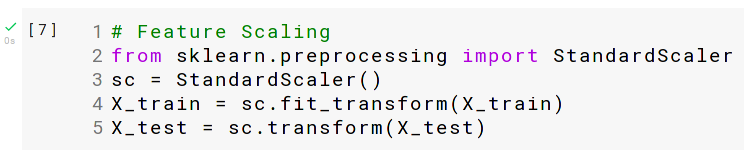 [7] 1 # Feature Scaling
0s 2 from sklearn.preprocessing import StandardScaler
3 sc = StandardScaler()
4 X_train = sc.fit_transform(X_train)
5 X_test = sc.transform(X_test)